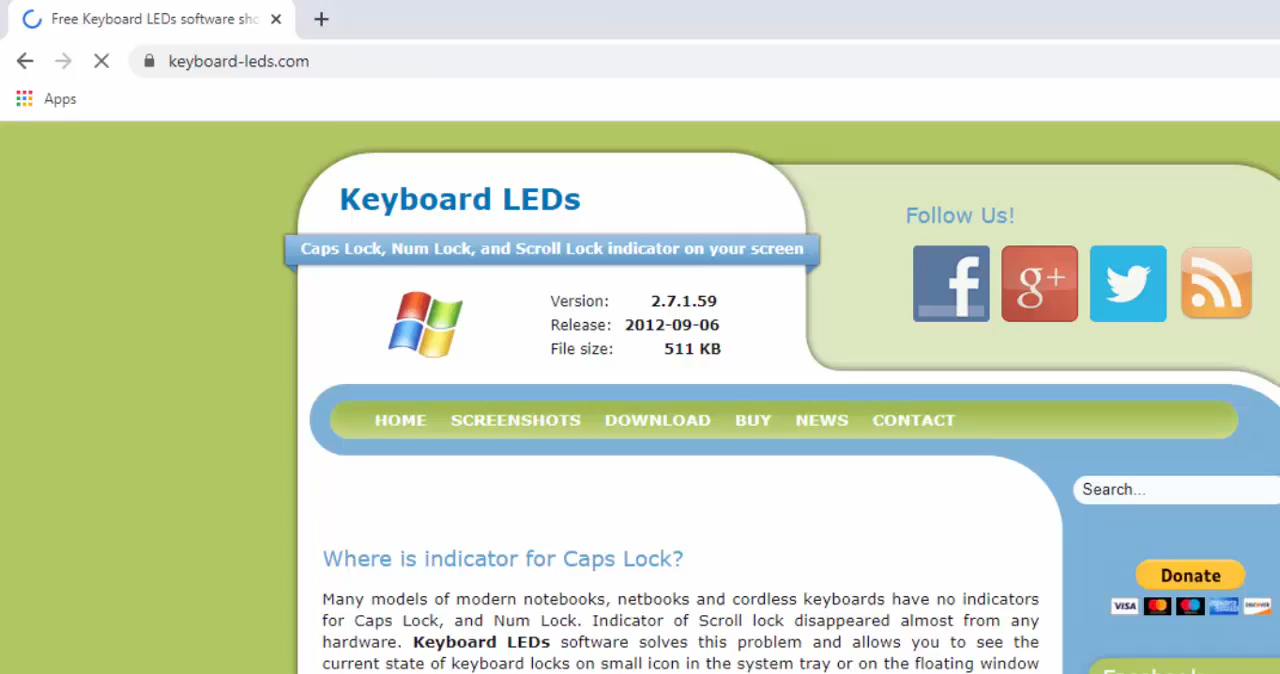 Free Keyboard LEDs software sho
keyboard-leds.com
Apps
Keyboard LEDs
Caps Lock, Num Lock, and Scroll Lock indicator on your screen
Version: 2.7.1.59
Release: 2012-09-06
File size: 511 KB
Follow Us!
f
g+
HOME SCREENSHOTS DOWNLOAD BUY NEWS CONTACT
Search...
Where is indicator for Caps Lock?
Many models of modern notebooks, netbooks and cordless keyboards have no indicators
for Caps Lock, and Num Lock. Indicator of Scroll lock disappeared almost from any
hardware. Keyboard LEDs software solves this problem and allows you to see the
current state of keyboard locks on small icon in the system tray or on the floating window
Donate
VISA